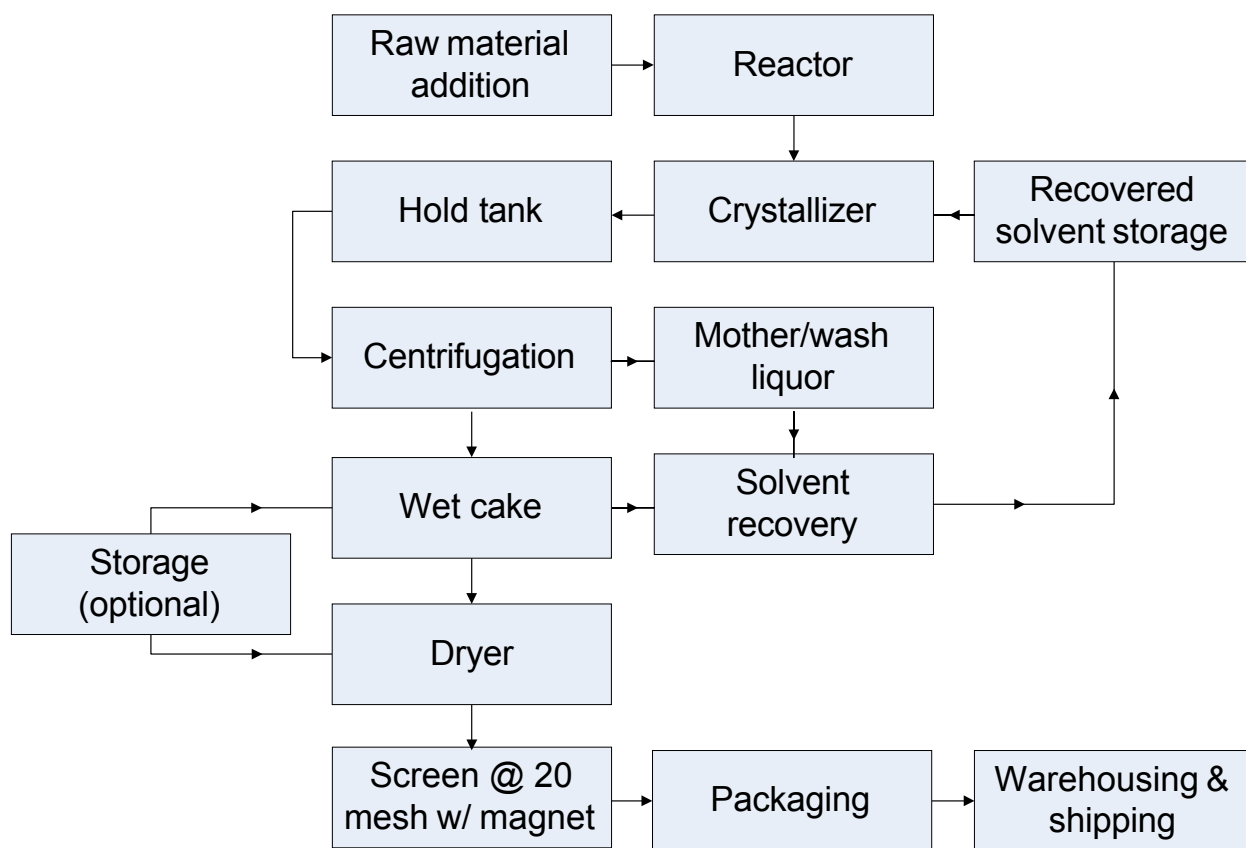 Raw material
addition
Reactor
Hold tank
Crystallizer
Recovered
solvent storage
Centrifugation
Mother/wash
liquor
Wet cake
Solvent
recovery
Storage
(optional)
Dryer
Screen @ 20
mesh w/ magnet
Packaging
Warehousing &
shipping